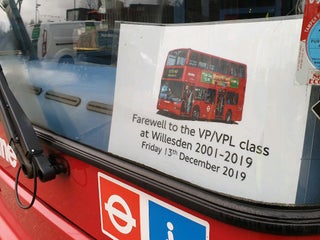 Farewell to the VP/VPL class
at Willesden 2001-2019
Friday 13th December 2019